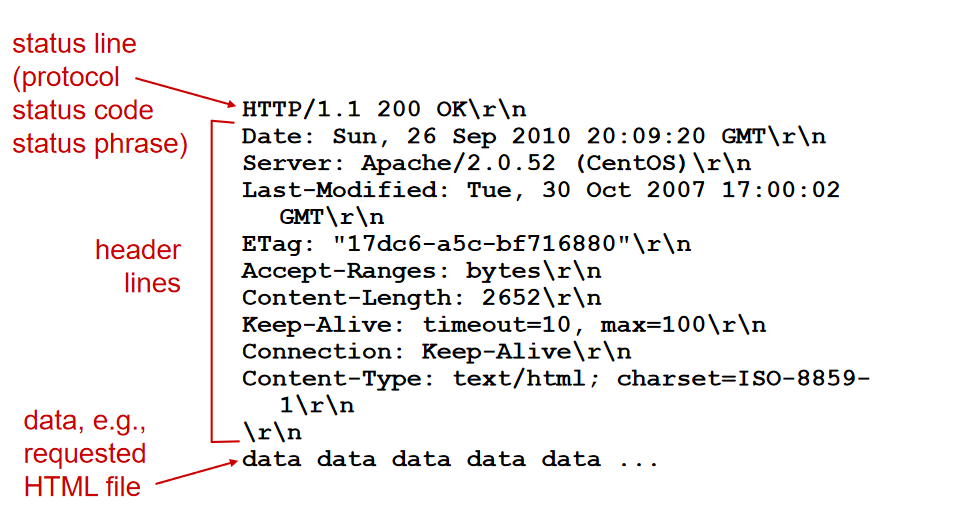 status line
(protocol
status code
status phrase)
HTTP/1.1 200 OK\r\n
Date: Sun, 26 Sep 2010 20:09:20 GMT\r\n
Server: Apache/2.0.52 (CentOS)\r\n
Last-Modified: Tue, 30 Oct 2007 17:00:02
GMT\r\n
ETag: "17dc6-a5c-bf716880"\r\n
Accept-Ranges: bytes\r\n
Content-Length: 2652\r\n
Keep-Alive: timeout=10, max=100\r\n
Connection: Keep-Alive\r\n
Content-Type: text/html; charset=ISO-8859-
1\r\n
\r\n
data data data data data ...
header
lines
data, e.g.,
requested
HTML file